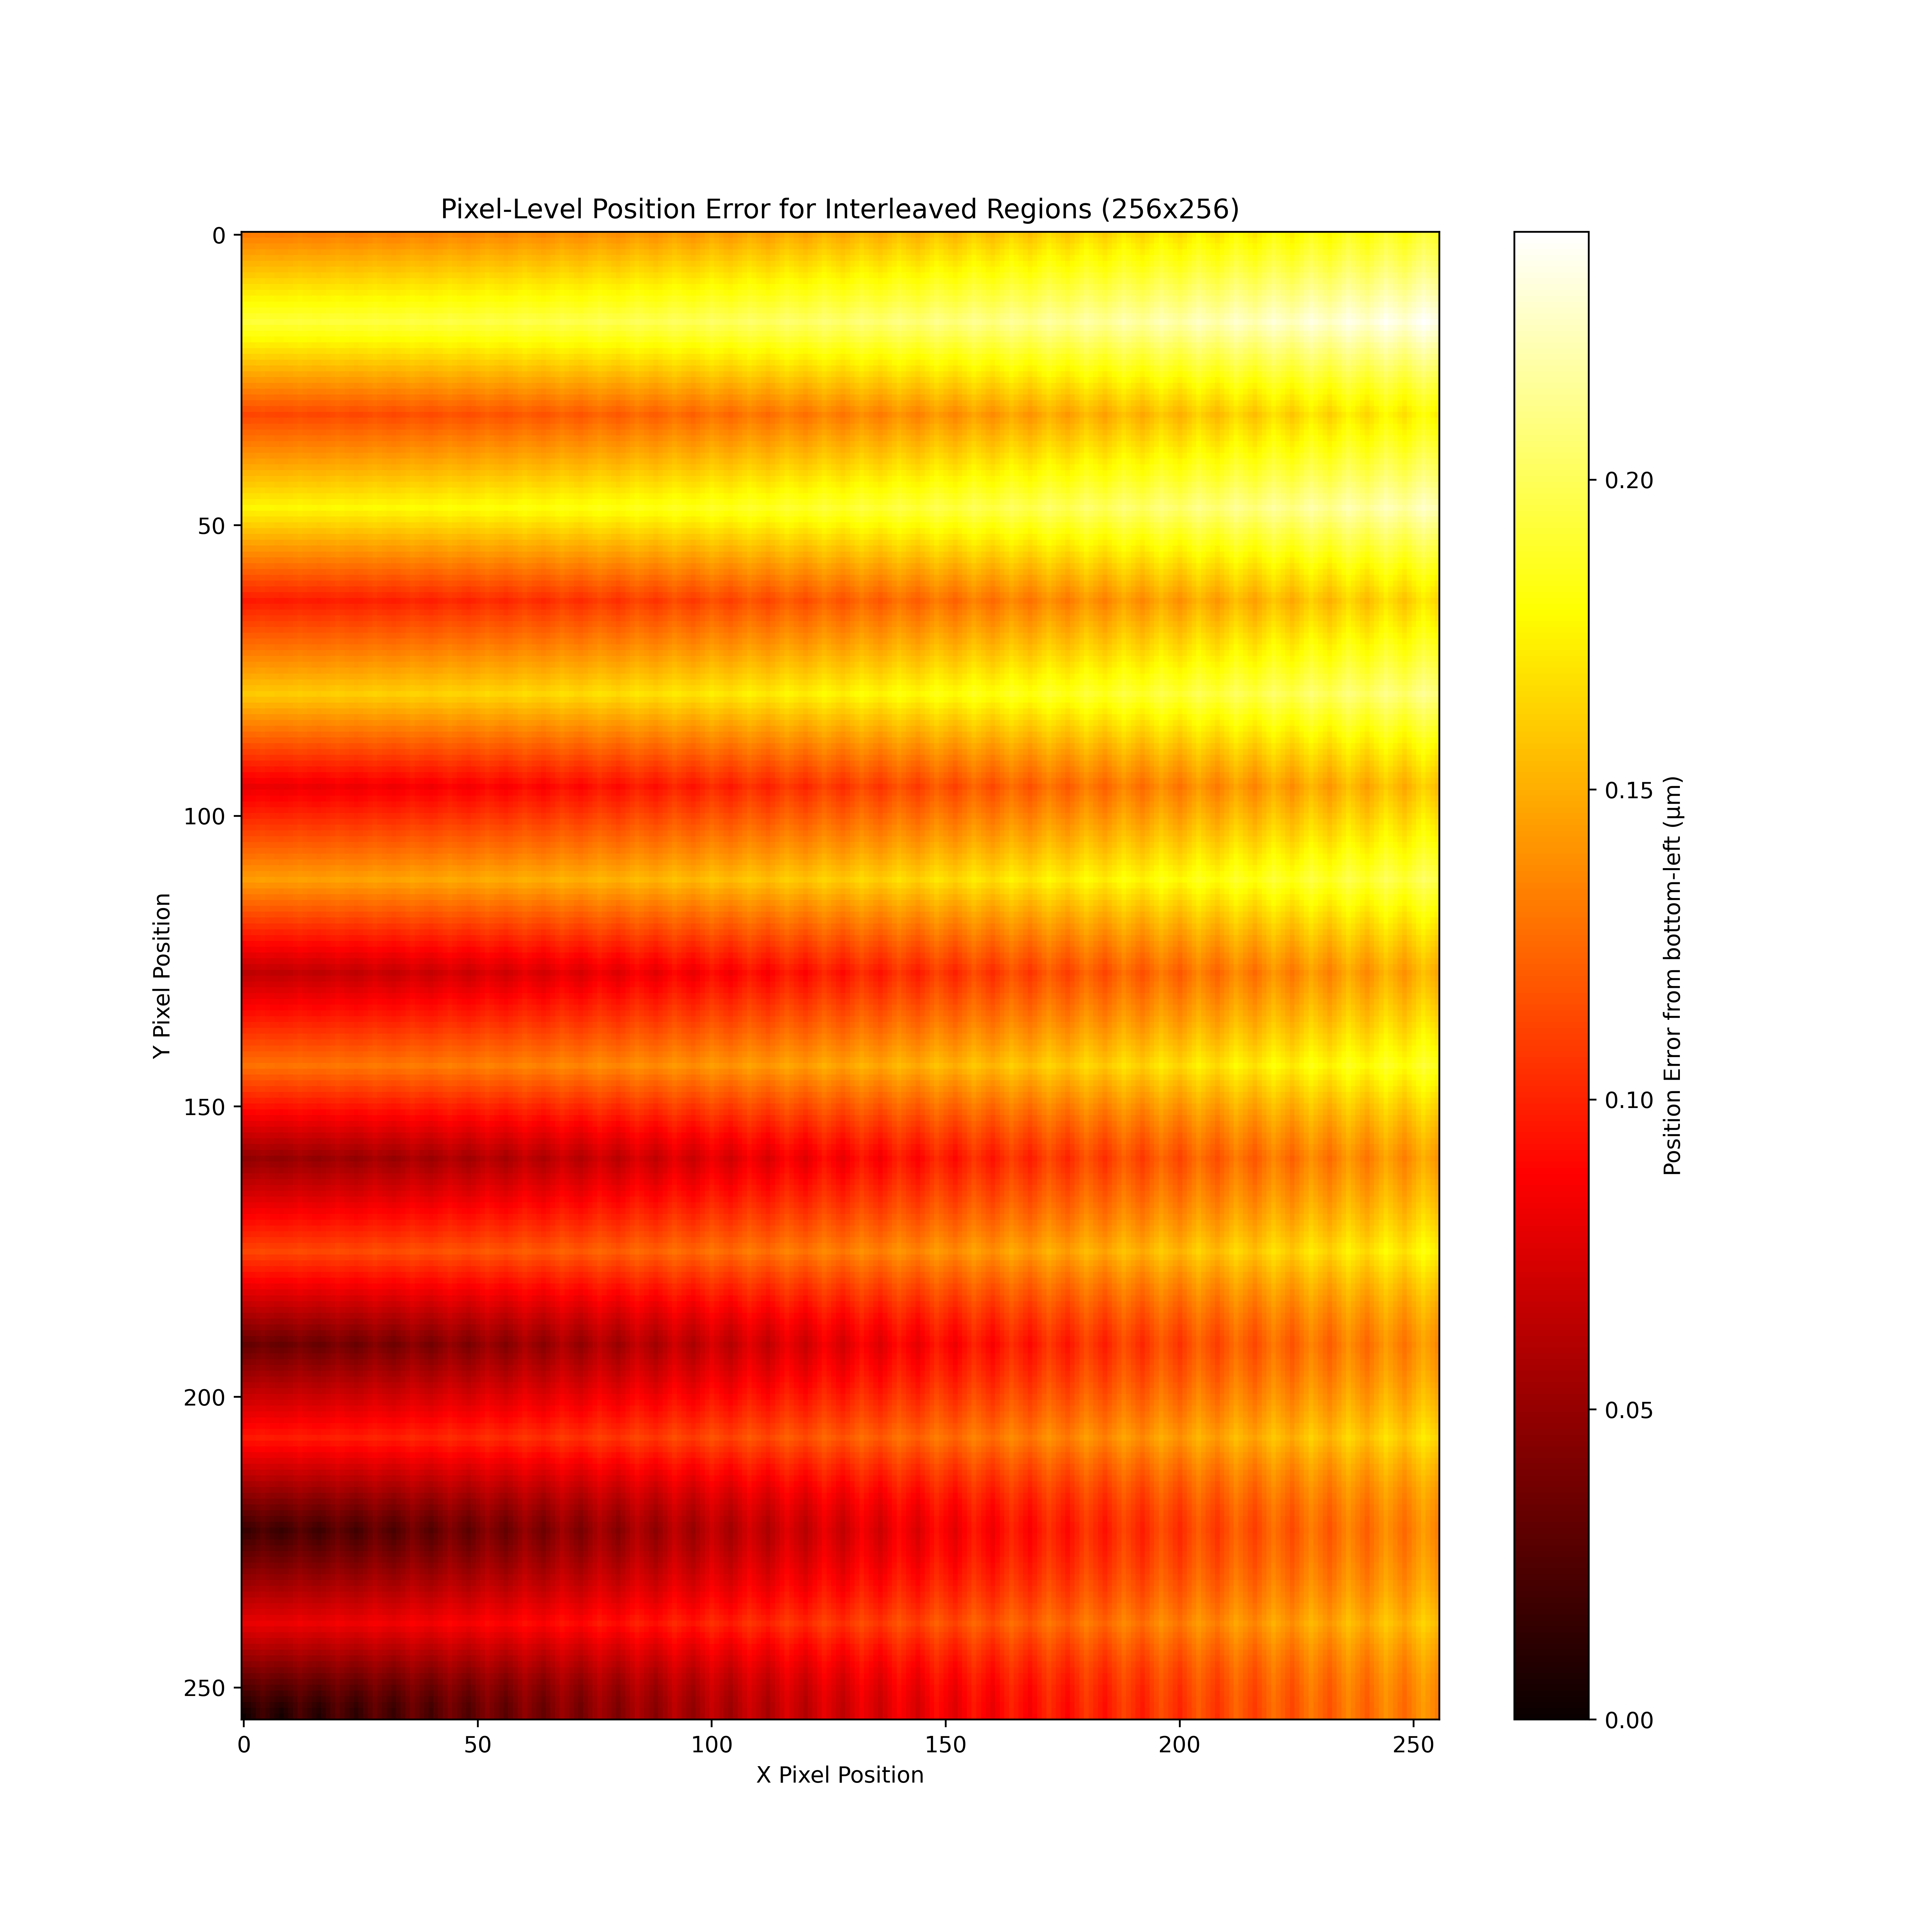 Pixel-Level Position Error for Interleaved Regions (256x256)
0
50
100
150
200
250
Y Pixel Position
0 50 100 150 200 250
X Pixel Position
0.20
0.15
0.10
0.05
0.00
Position Error from bottom-left (μm)